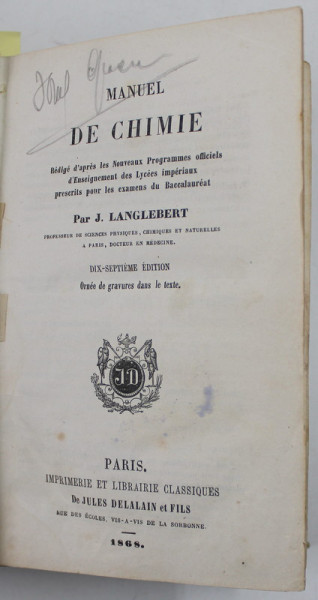 MANUEL
DE CHIMIE
Rédigé d'après les Nouveaux Programmes officiels
d'Enseignement des Lycées impériaux
prescrits pour les examens du Baccalauréat
Par J. LANGLEBERT
PROFESSEUR DE SCIENCES PHYSIQUES, CHIMIQUES ET NATURELLES
A PARIS, DOCTEUR EN MEDECINE.
DIX-SEPTIÈME ÉDITION
Ornée de gravures dans le texte.
JD
PARIS.
IMPRIMERIE ET LIBRAIRIE CLASSIQUES
De JULES DELALAIN et FILS
RUE DES ÉCOLES, VIS-A-VIS DE LA SORBONNE.
1868.